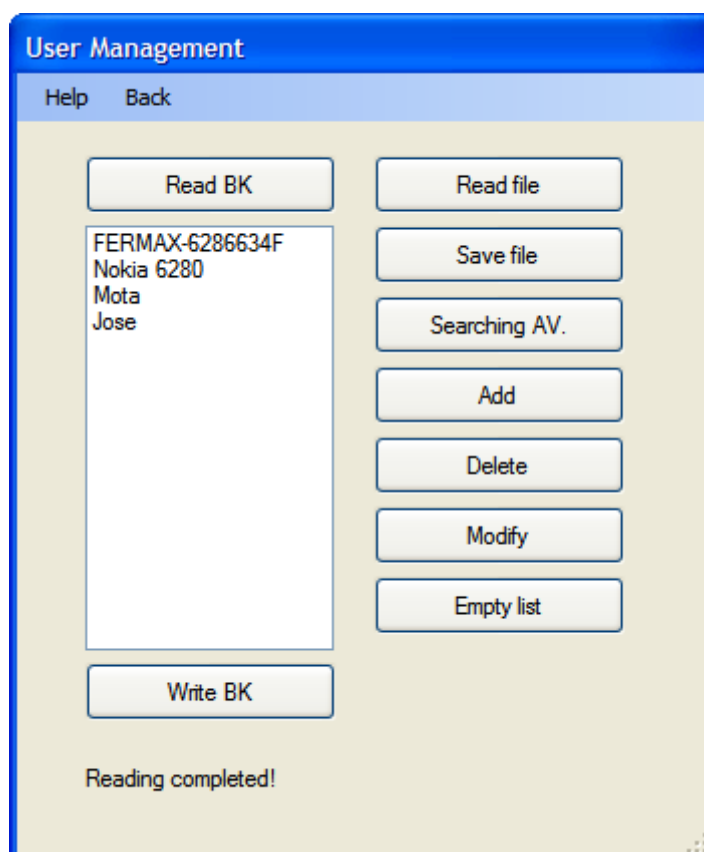 User Management
Help Back
Read BK
Read file
FERMAX-6286634F
Nokia 6280
Mota
Jose
Save file
Searching AV.
Add
Delete
Modify
Empty list
Write BK
Reading completed!